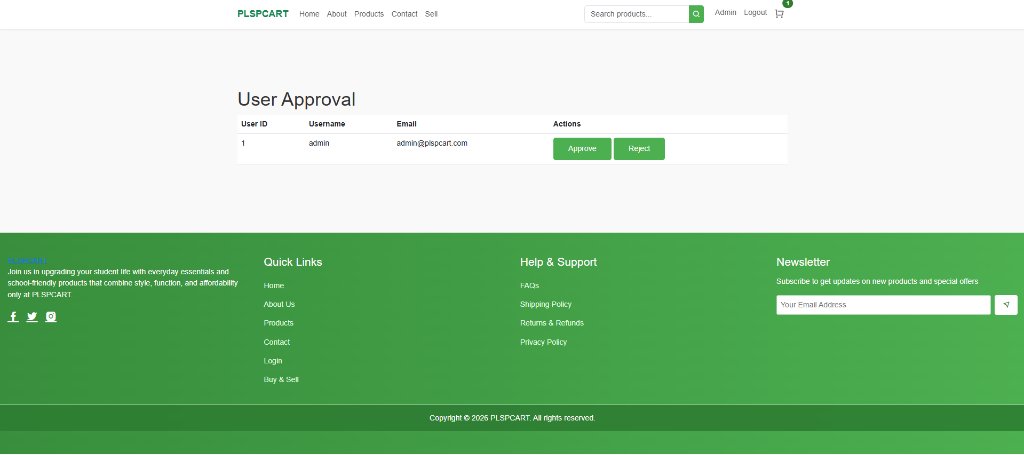 PLSPCART Home About Products Contact Sell Search products... Admin Logout 1
User Approval
User ID Username Email Actions
1 admin admin@plspcart.com Approve Reject
PLSPCART
Join us in upgrading your student life with everyday essentials and
school-friendly products that combine style, function, and affordability
only at PLSPCART
Quick Links
Home
About Us
Products
Contact
Login
Buy & Sell
Help & Support
FAQs
Shipping Policy
Returns & Refunds
Privacy Policy
Newsletter
Subscribe to get updates on new products and special offers
Your Email Address
Copyright © 2026 PLSPCART. All rights reserved.